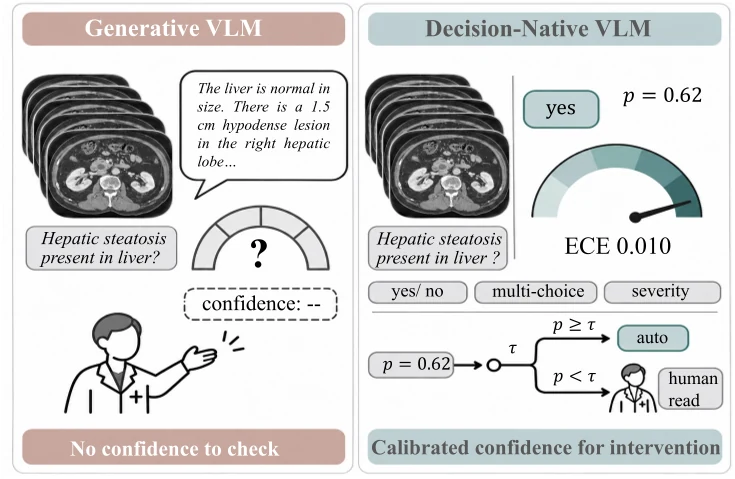 Generative VLM
The liver is normal in
size. There is a 1.5
cm hypodense lesion
in the right hepatic
lobe…
Hepatic steatosis
present in liver?
?
confidence: --
No confidence to check
Decision-Native VLM
yes
p = 0.62
Hepatic steatosis
present in liver ?
ECE 0.010
yes/ no
multi-choice
severity
p = 0.62
τ
p ≥ τ
auto
p < τ
human
read
Calibrated confidence for intervention